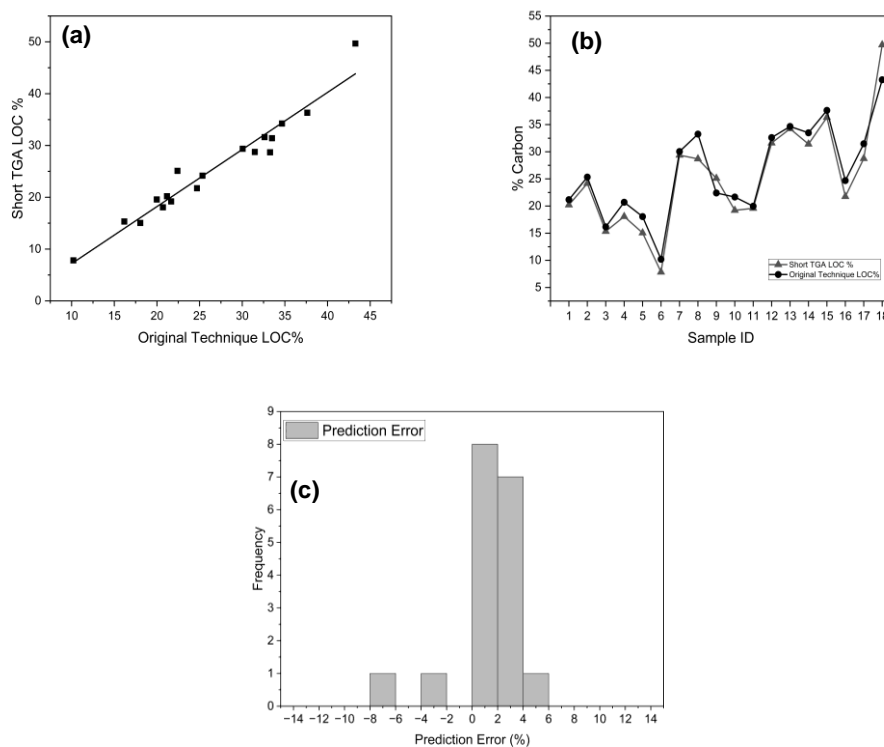 (a)
50
40
30
20
10
0
Short TGA LOC %
10 15 20 25 30 35 40 45
Original Technique LOC%
(b)
55
50
45
40
35
30
25
20
15
10
5
% Carbon
Short TGA LOC %
Original Technique LOC%
1 2 3 4 5 6 7 8 9 10 11 12 13 14 15 16 17 18
Sample ID
9
8
7
6
5
4
3
2
1
0
Frequency
Prediction Error
(c)
−14 −12 −10 −8 −6 −4 −2 0 2 4 6 8 10 12 14
Prediction Error (%)